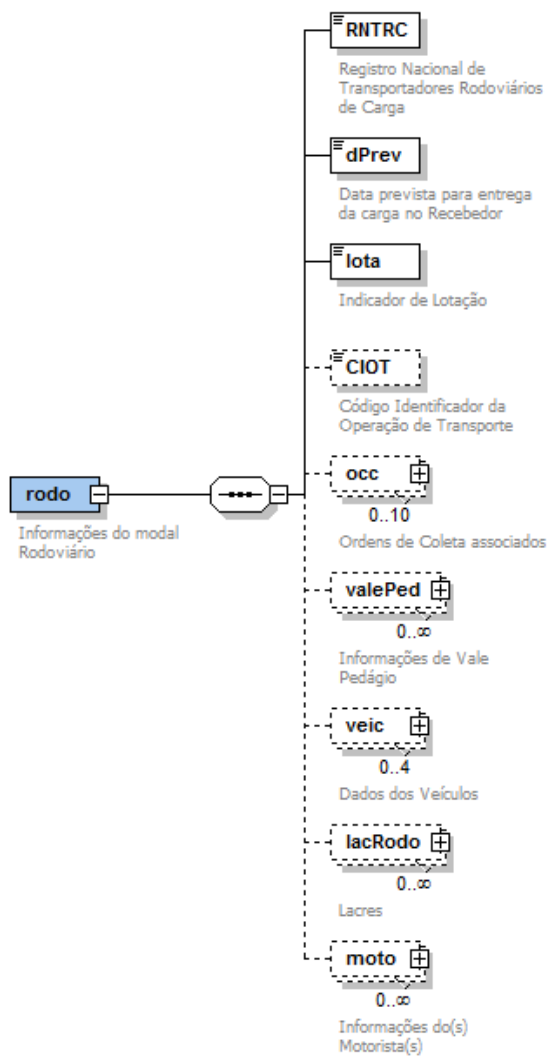 RNTRC
Registro Nacional de
Transportadores Rodoviários
de Carga
dPrev
Data prevista para entrega
da carga no Recebedor
lota
Indicador de Lotação
CIOT
Código Identificador da
Operação de Transporte
rodo
Informações do modal
Rodoviário
occ
0..10
Ordens de Coleta associados
valePed
0..∞
Informações de Vale
Pedágio
veic
0..4
Dados dos Veículos
lacRodo
0..∞
Lacres
moto
0..∞
Informações do(s)
Motorista(s)